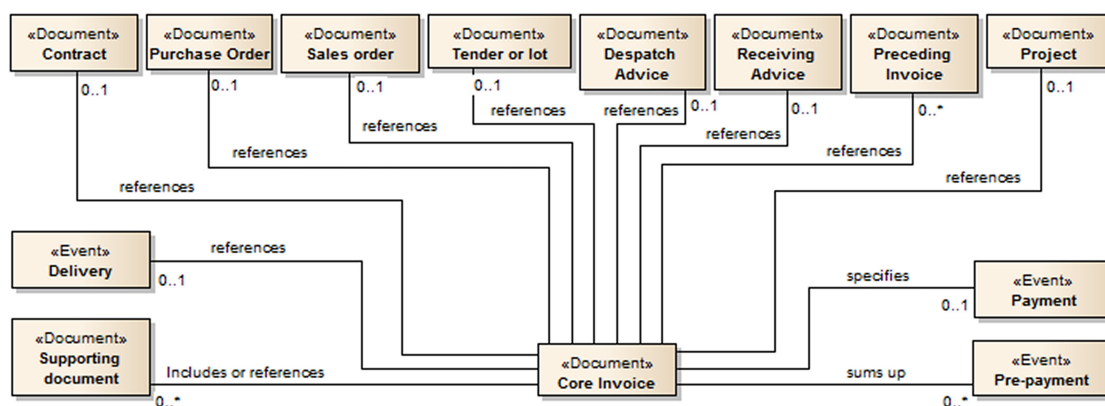 «Document»
Contract
0..1
«Document»
Purchase Order
0..1
«Document»
Sales order
0..1
«Document»
Tender or lot
0..1
«Document»
Despatch
Advice
0..1
«Document»
Receiving
Advice
0..1
«Document»
Preceding
Invoice
0..*
«Document»
Project
0..1
references
references
references
references
references
references
references
references
«Event»
Delivery
0..1
references
specifies
«Event»
Payment
0..1
«Document»
Supporting
document
0..*
Includes or references
«Document»
Core Invoice
sums up
«Event»
Pre-payment
0..*